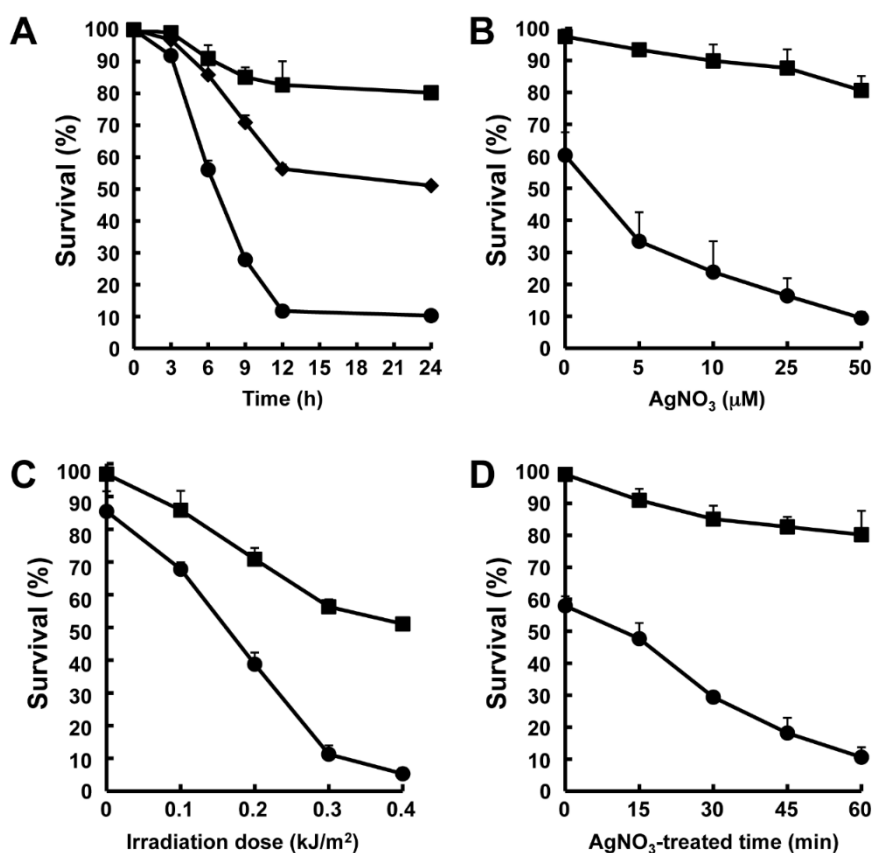 A
Survival (%)
100
90
80
70
60
50
40
30
20
10
0
0 3 6 9 12 15 18 21 24
Time (h)
B
Survival (%)
100
90
80
70
60
50
40
30
20
10
0
0 5 10 25 50
AgNO₃ (μM)
C
Survival (%)
100
90
80
70
60
50
40
30
20
10
0
0 0.1 0.2 0.3 0.4
Irradiation dose (kJ/m²)
D
Survival (%)
100
90
80
70
60
50
40
30
20
10
0
0 15 30 45 60
AgNO₃-treated time (min)